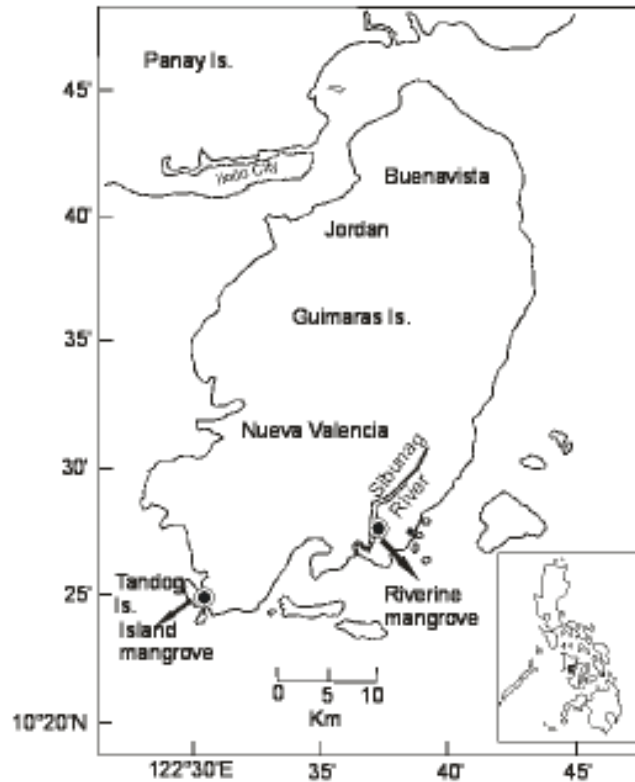 Panay Is.
45'
Iloilo City
Buenavista
40'
Jordan
Guimaras Is.
35'
Nueva Valencia
30'
Sibunag
River
Tandog
Is.
25'
Island
mangrove
Riverine
mangrove
0 5 10
Km
10°20'N
122°30'E 35' 40' 45'